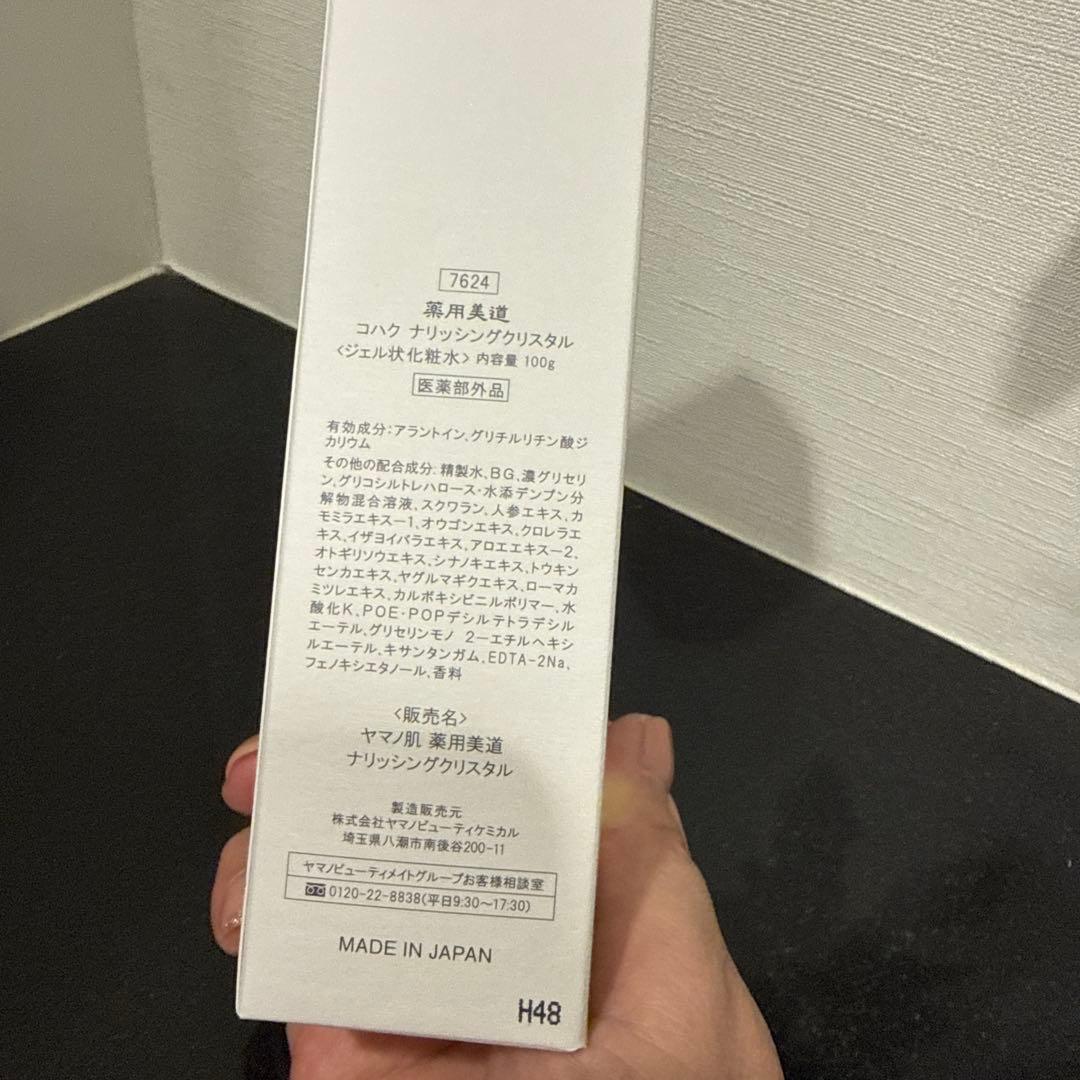 7624
薬用美道
コハク ナリッシングクリスタル
<ジェル状化粧水> 内容量 100g
医薬部外品
有効成分:アラントイン、グリチルリチン酸ジ
カリウム
その他の配合成分:精製水、BG、濃グリセリ
ン、グリコシルトレハロース・水添デンプン分
解物混合溶液、スクワラン、人参エキス、カ
モミラエキス-1、オウゴンエキス、クロレラエ
キス、イザヨイバラエキス、アロエエキス-2、
オトギリソウエキス、シナノキエキス、トウキン
センカエキス、ヤグルマギクエキス、ローマカ
ミツレエキス、カルボキシビニルポリマー、水
酸化K、POE・POPデシルテトラデシル
エーテル、グリセリンモノ 2-エチルヘキシ
ルエーテル、キサンタンガム、EDTA-2Na、
フェノキシエタノール、香料
<販売名>
ヤマノ肌 薬用美道
ナリッシングクリスタル
製造販売元
株式会社ヤマノビューティケミカル
埼玉県八潮市南後谷200-11
ヤマノビューティメイトグループお客様相談室
0120-22-8838(平日9:30～17:30)
MADE IN JAPAN
H48